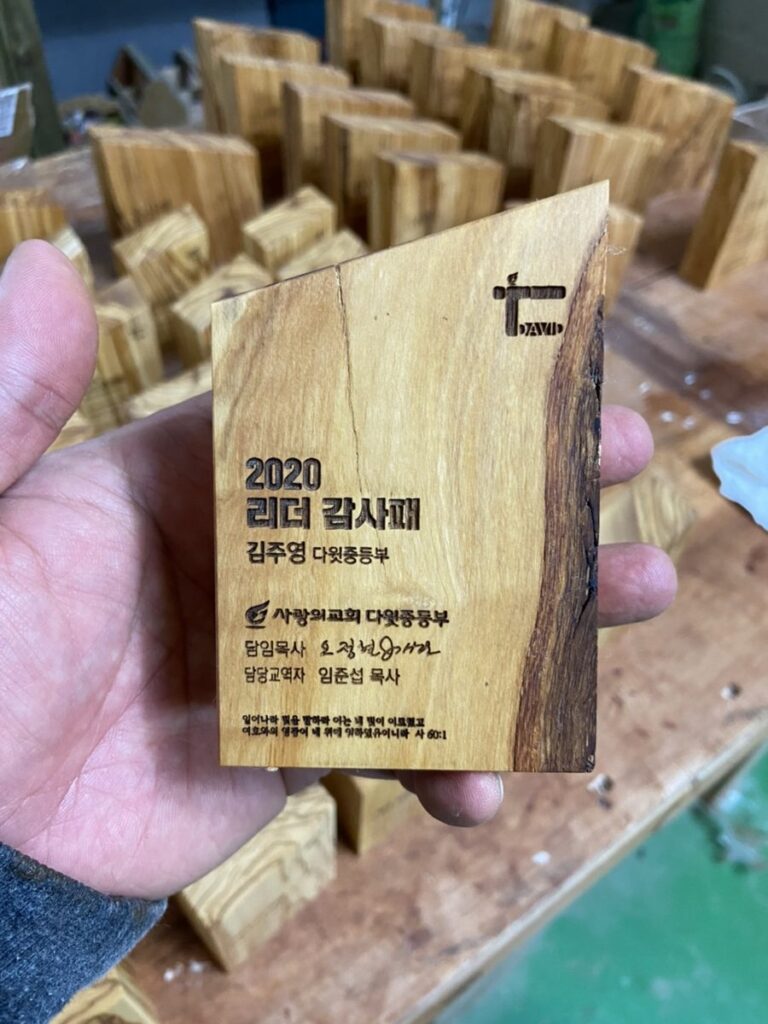 DAVID
2020
리더 감사패
김주영 다윗중등부
사랑의교회 다윗중등부
담임목사 오정현
담당교역자 임준섭 목사
일어나라 빛을 발하라 이는 네 빛이 이르렀고
여호와의 영광이 네 위에 임하였음이니라 사 60:1